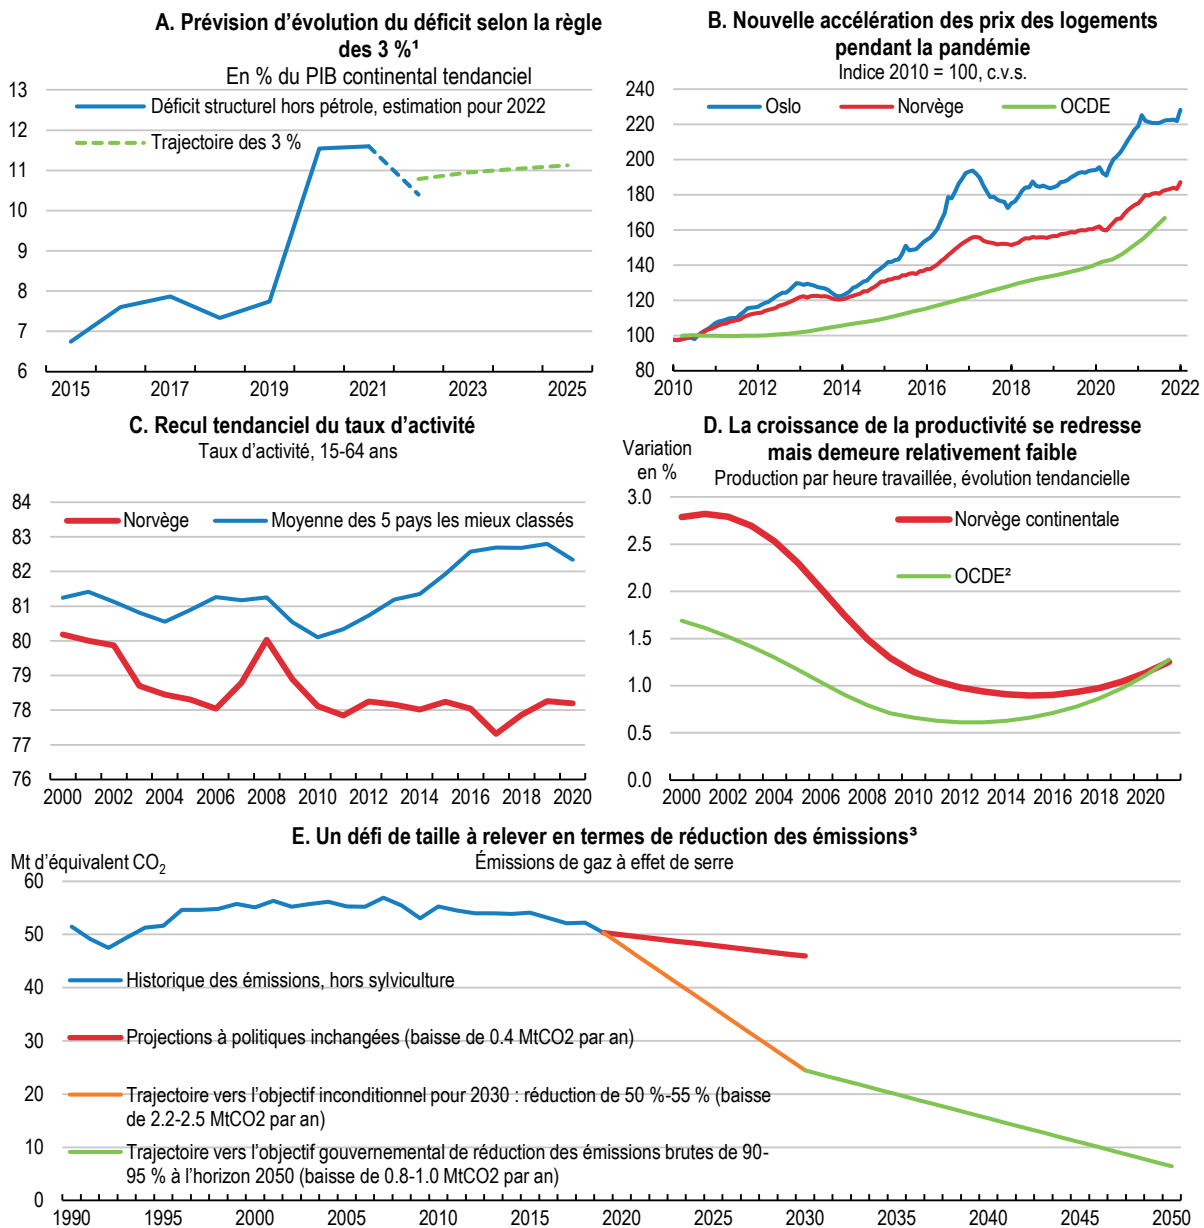 A. Prévision d'évolution du déficit selon la règle
des 3 %¹
En % du PIB continental tendanciel
13
12
11
10
9
8
7
6
Déficit structurel hors pétrole, estimation pour 2022
Trajectoire des 3 %
2015 2017 2019 2021 2023 2025
B. Nouvelle accélération des prix des logements
pendant la pandémie
Indice 2010 = 100, c.v.s.
240
220
200
180
160
140
120
100
80
Oslo Norvège OCDE
2010 2012 2014 2016 2018 2020 2022
C. Recul tendanciel du taux d'activité
Taux d'activité, 15-64 ans
84
83
82
81
80
79
78
77
76
Norvège Moyenne des 5 pays les mieux classés
2000 2002 2004 2006 2008 2010 2012 2014 2016 2018 2020
D. La croissance de la productivité se redresse
mais demeure relativement faible
Variation
en %
Production par heure travaillée, évolution tendancielle
3.0
2.5
2.0
1.5
1.0
0.5
0.0
Norvège continentale
OCDE²
2000 2002 2004 2006 2008 2010 2012 2014 2016 2018 2020
E. Un défi de taille à relever en termes de réduction des émissions³
Mt d'équivalent CO₂
Émissions de gaz à effet de serre
60
50
40
30
20
10
0
Historique des émissions, hors sylviculture
Projections à politiques inchangées (baisse de 0.4 MtCO2 par an)
Trajectoire vers l'objectif inconditionnel pour 2030 : réduction de 50 %-55 % (baisse
de 2.2-2.5 MtCO2 par an)
Trajectoire vers l'objectif gouvernemental de réduction des émissions brutes de 90-
95 % à l'horizon 2050 (baisse de 0.8-1.0 MtCO2 par an)
1990 1995 2000 2005 2010 2015 2020 2025 2030 2035 2040 2045 2050